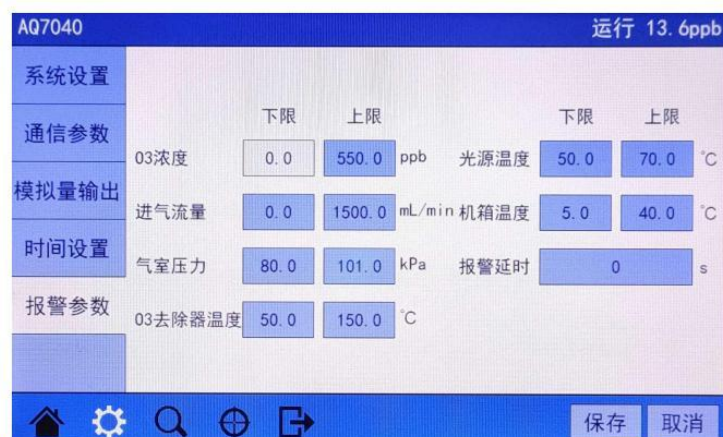 AQ7040 运行 13.6ppb
系统设置
通信参数
模拟量输出
时间设置
报警参数
下限 上限
03浓度 0.0 550.0 ppb
进气流量 0.0 1500.0 mL/min
气室压力 80.0 101.0 kPa
03去除器温度 50.0 150.0 ℃
下限 上限
光源温度 50.0 70.0 ℃
机箱温度 5.0 40.0 ℃
报警延时 0 s
保存 取消